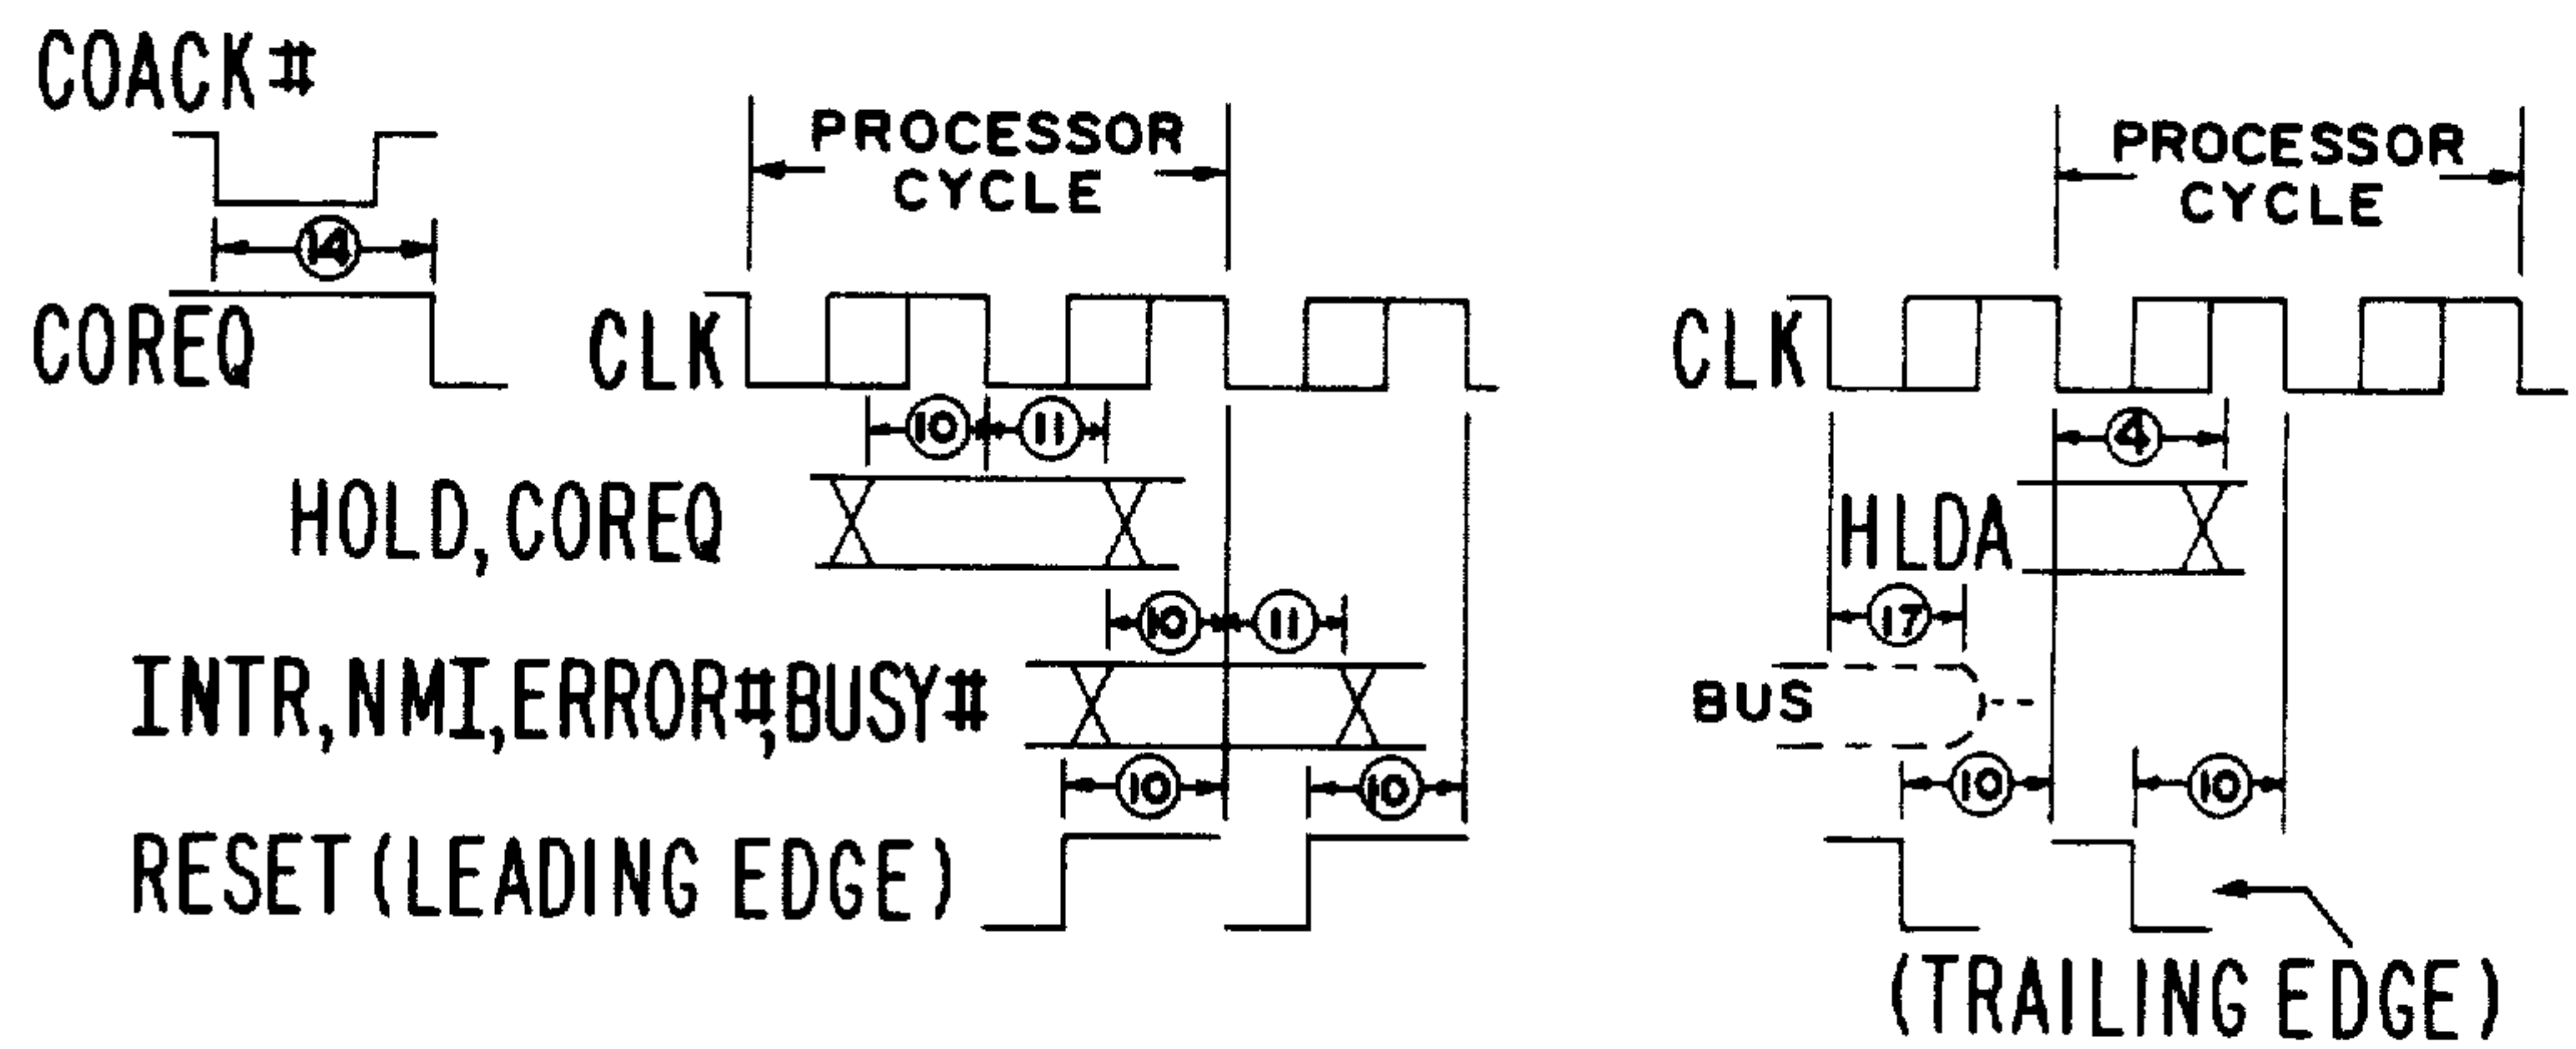 COACK#
PROCESSOR
CYCLE
PROCESSOR
CYCLE
14
COREQ
CLK
CLK
10
11
4
HOLD, COREQ
HLDA
10
11
17
INTR, NMI, ERROR#, BUSY#
BUS
10
10
10
10
RESET (LEADING EDGE)
(TRAILING EDGE)